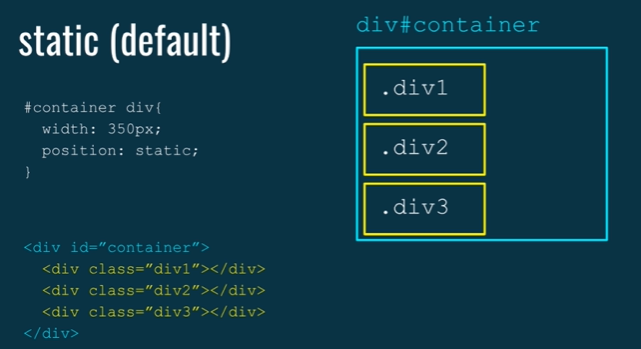 static (default)
#container div{
width: 350px;
position: static;
}
<div id=”container”>
<div class=”div1”></div>
<div class=”div2”></div>
<div class=”div3”></div>
</div>
div#container
.div1
.div2
.div3